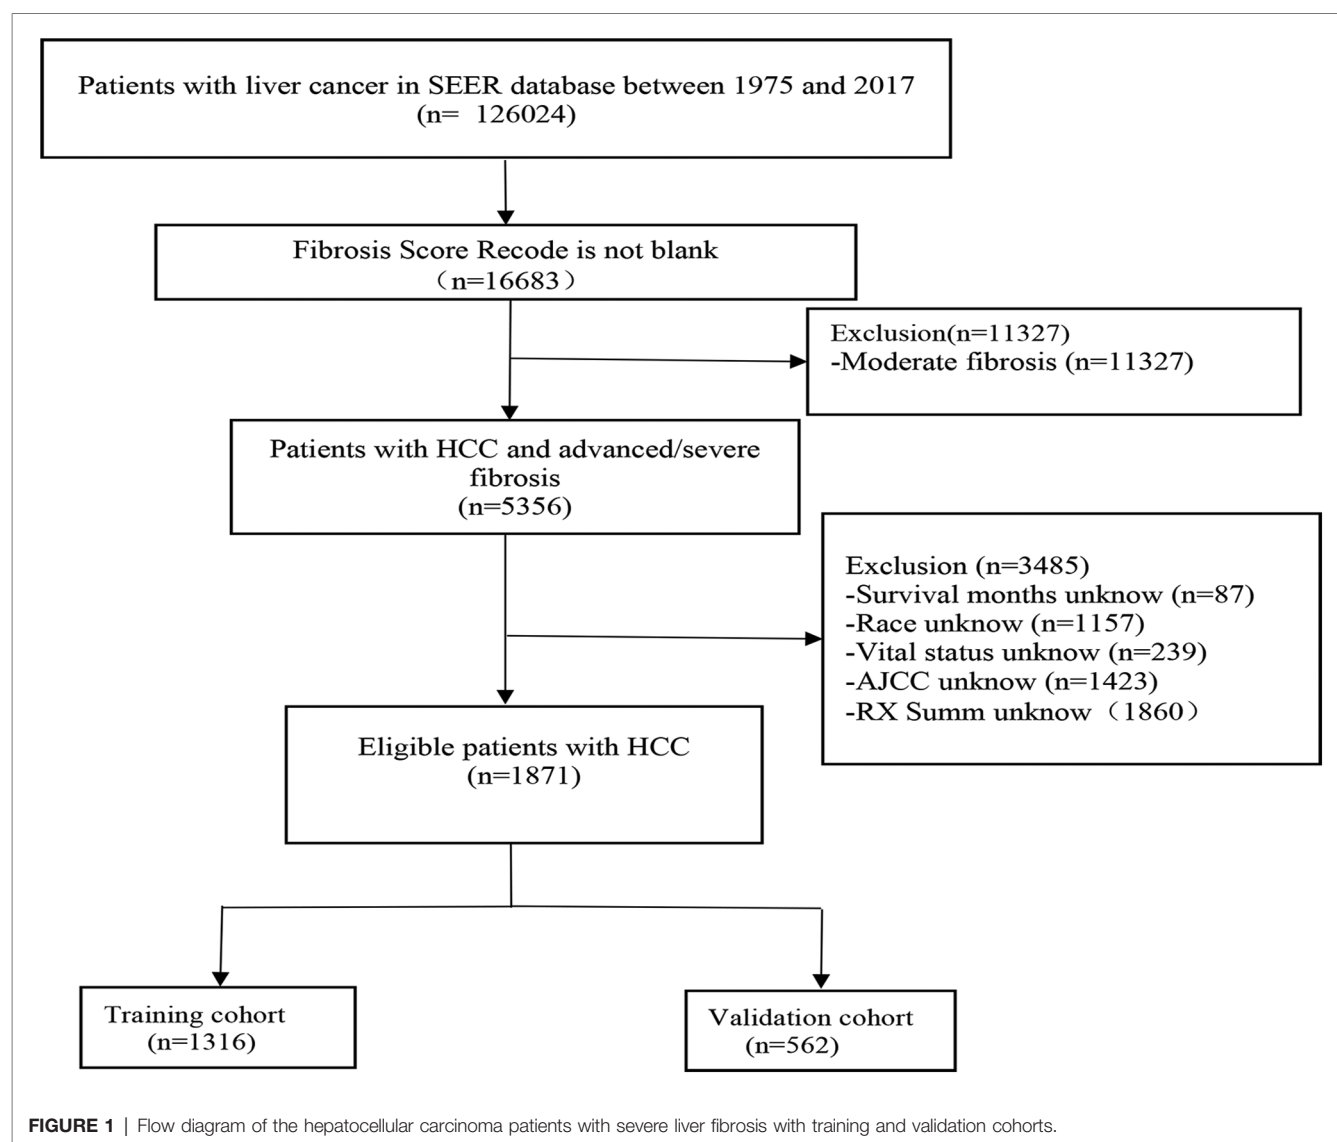 Patients with liver cancer in SEER database between 1975 and 2017
(n= 126024)
Fibrosis Score Recode is not blank
（n=16683）
Exclusion(n=11327)
-Moderate fibrosis (n=11327)
Patients with HCC and advanced/severe
fibrosis
(n=5356)
Exclusion (n=3485)
-Survival months unknow (n=87)
-Race unknow (n=1157)
-Vital status unknow (n=239)
-AJCC unknow (n=1423)
-RX Summ unknow（1860）
Eligible patients with HCC
(n=1871)
Training cohort
(n=1316)
Validation cohort
(n=562)
FIGURE 1 | Flow diagram of the hepatocellular carcinoma patients with severe liver fibrosis with training and validation cohorts.